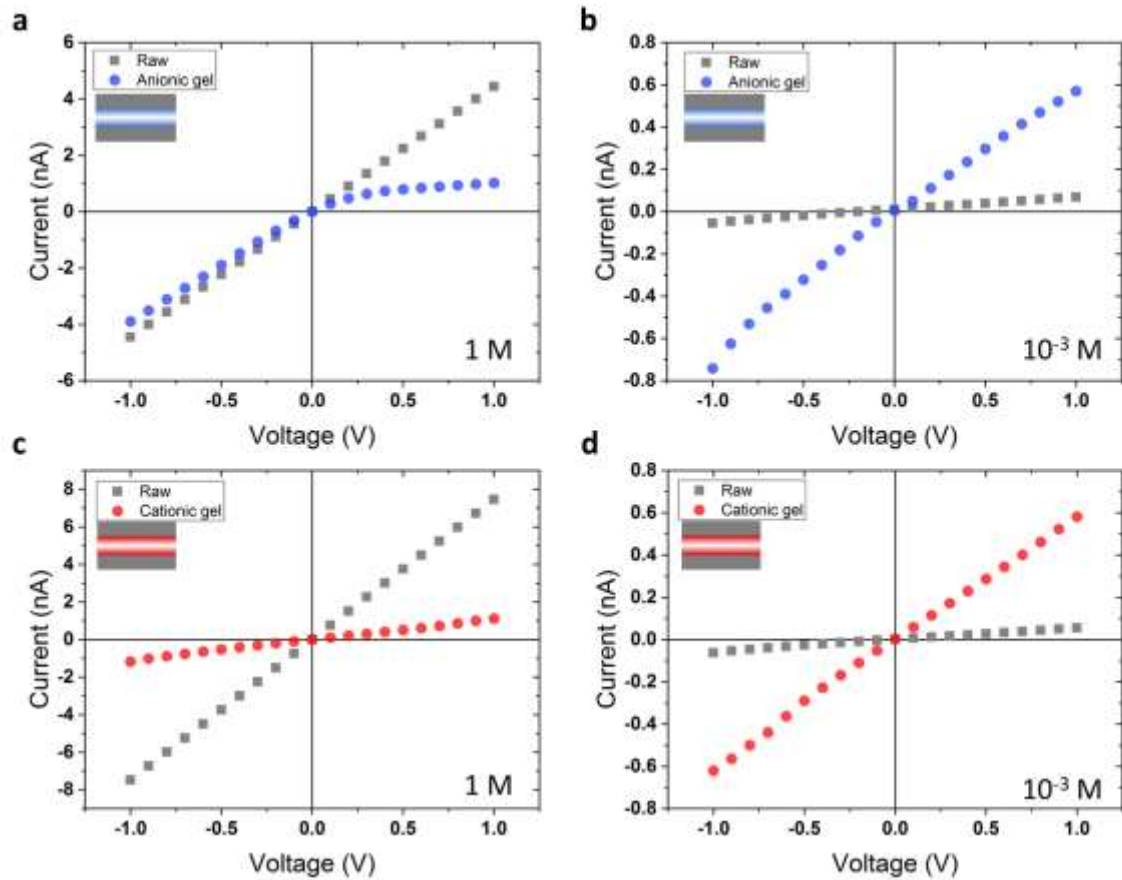 a
6
4
2
0
-2
-4
-6
Current (nA)
Raw
Anionic gel
1 M
-1.0 -0.5 0.0 0.5 1.0
Voltage (V)
b
0.8
0.6
0.4
0.2
0.0
-0.2
-0.4
-0.6
-0.8
Current (nA)
Raw
Anionic gel
10⁻³ M
-1.0 -0.5 0.0 0.5 1.0
Voltage (V)
c
8
6
4
2
0
-2
-4
-6
-8
Current (nA)
Raw
Cationic gel
1 M
-1.0 -0.5 0.0 0.5 1.0
Voltage (V)
d
0.8
0.6
0.4
0.2
0.0
-0.2
-0.4
-0.6
-0.8
Current (nA)
Raw
Cationic gel
10⁻³ M
-1.0 -0.5 0.0 0.5 1.0
Voltage (V)